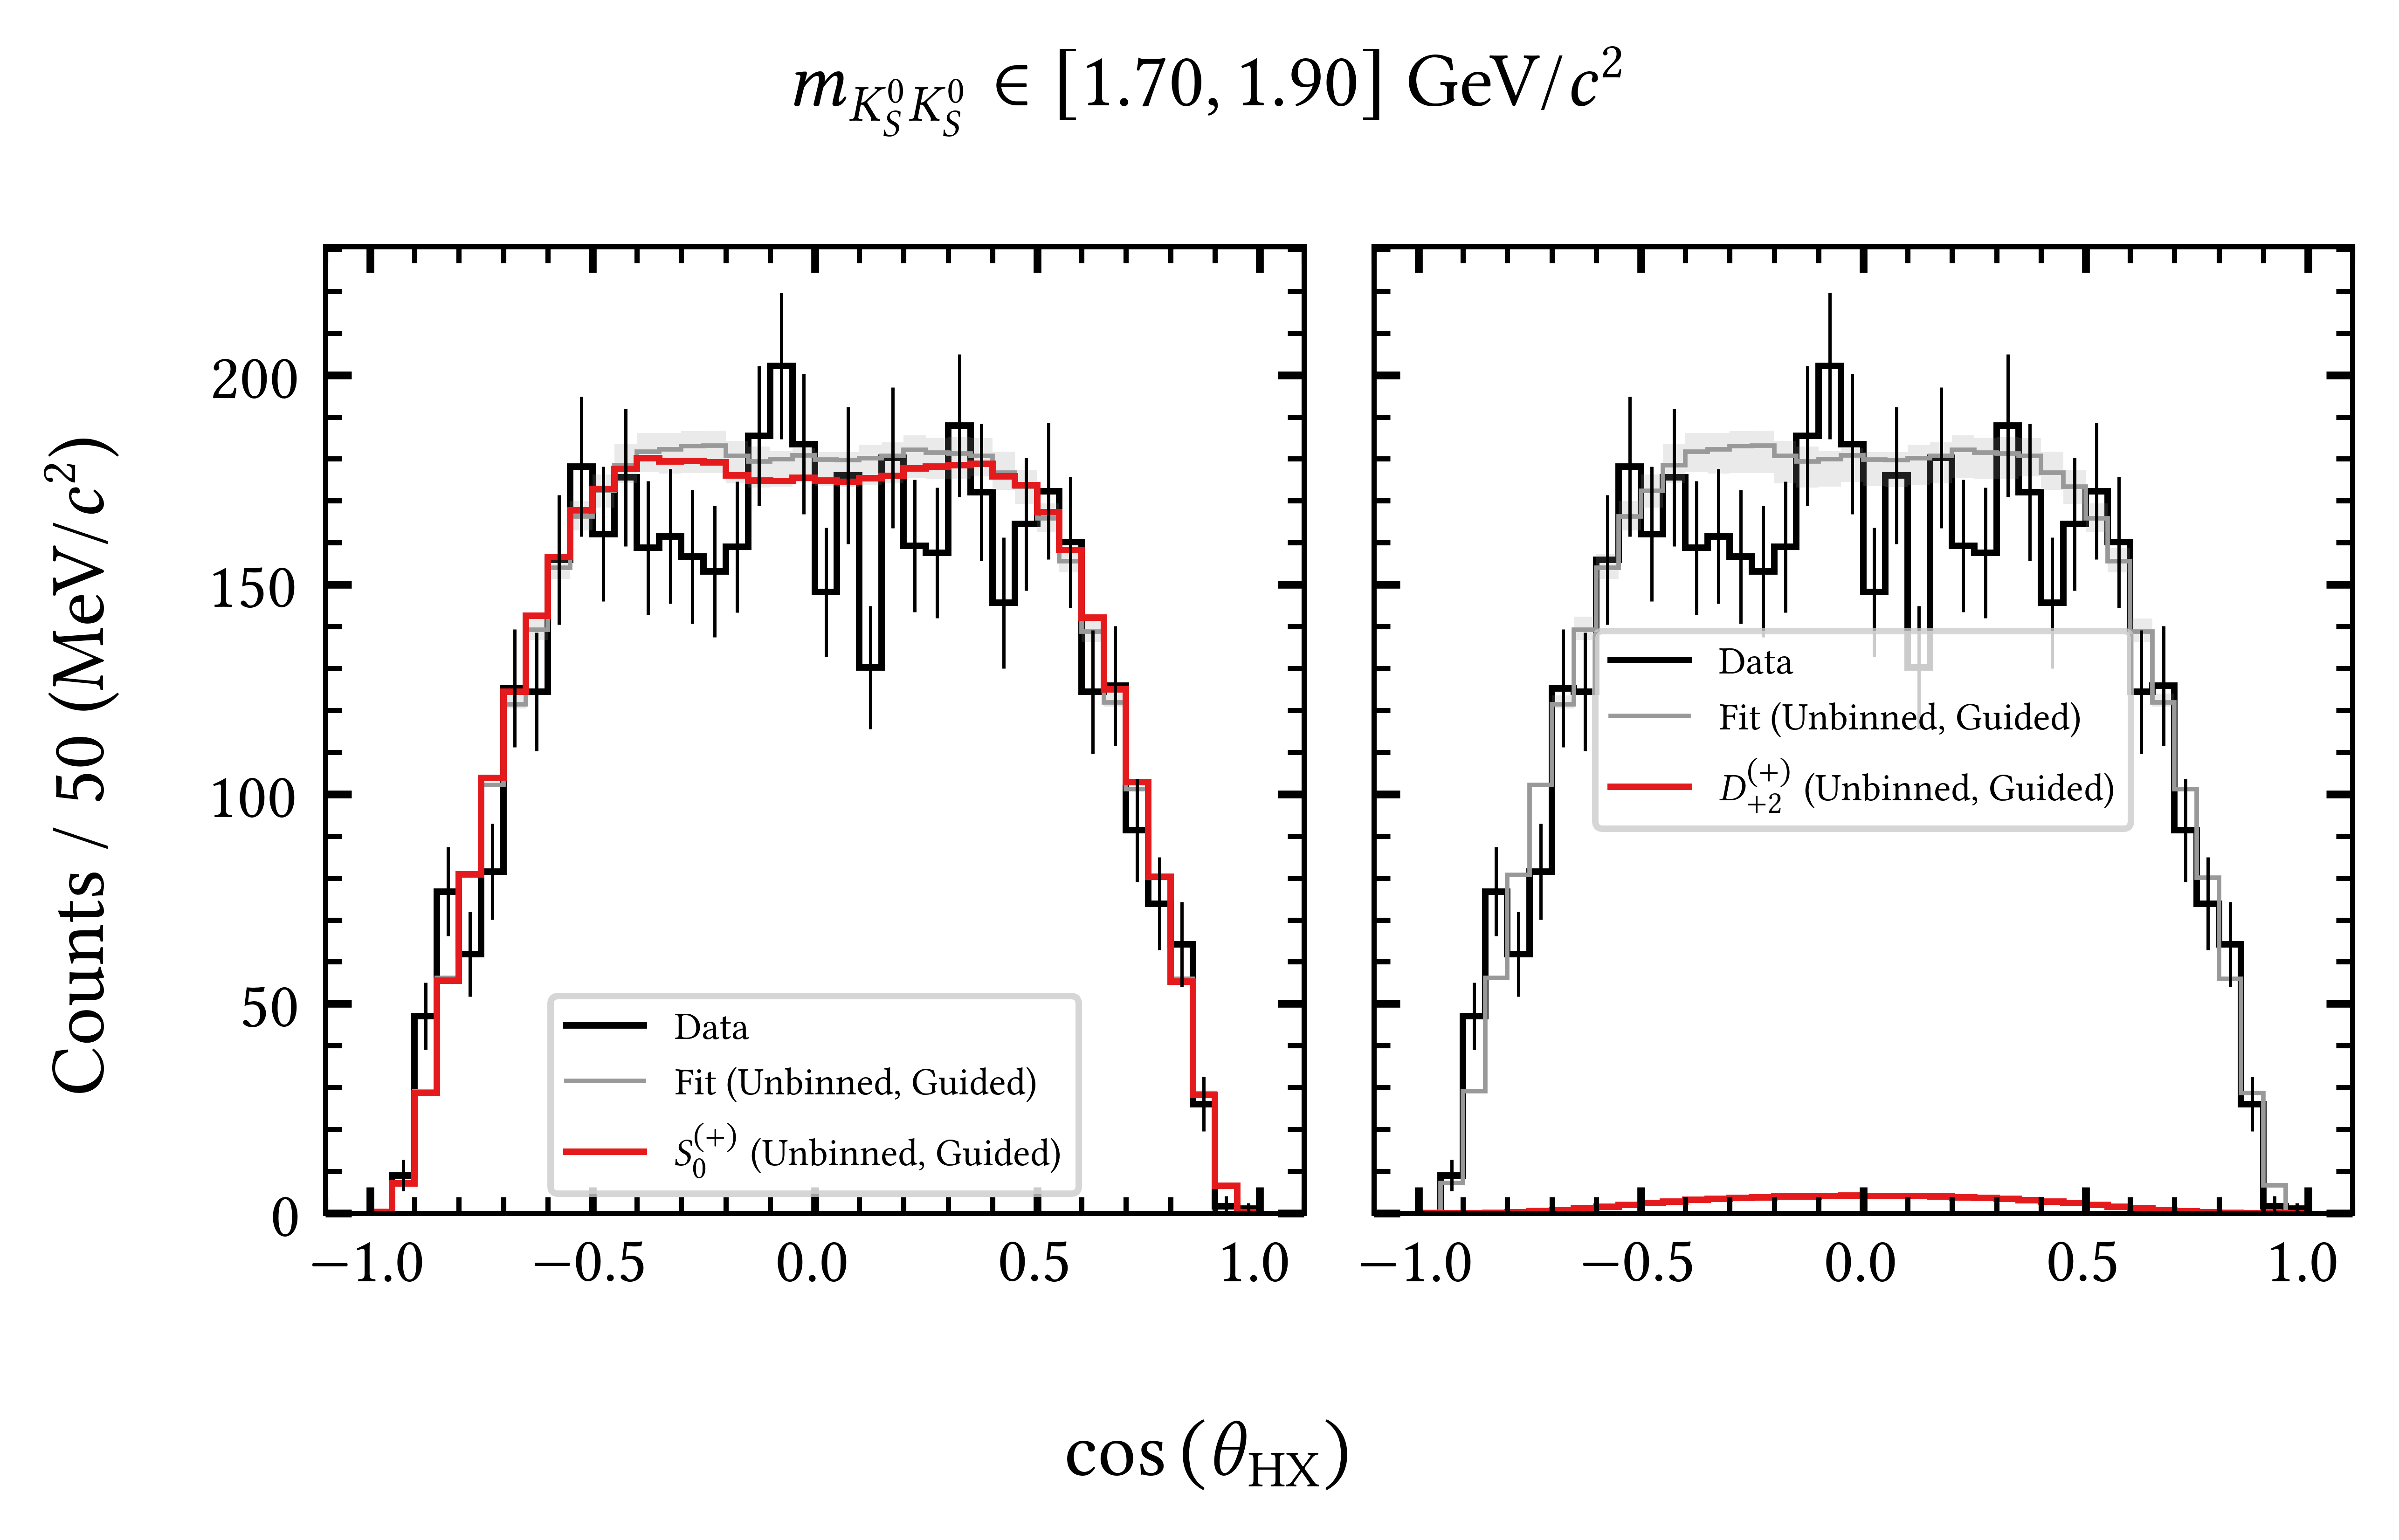 m_{K_S^0 K_S^0} ∈ [1.70, 1.90] GeV/c²
Counts / 50 (MeV/c²)
200
150
100
50
0
Data
Fit (Unbinned, Guided)
S_0^{(+)} (Unbinned, Guided)
−1.0 −0.5 0.0 0.5 1.0
Data
Fit (Unbinned, Guided)
D_{+2}^{(+)} (Unbinned, Guided)
−1.0 −0.5 0.0 0.5 1.0
cos (θ_{HX})